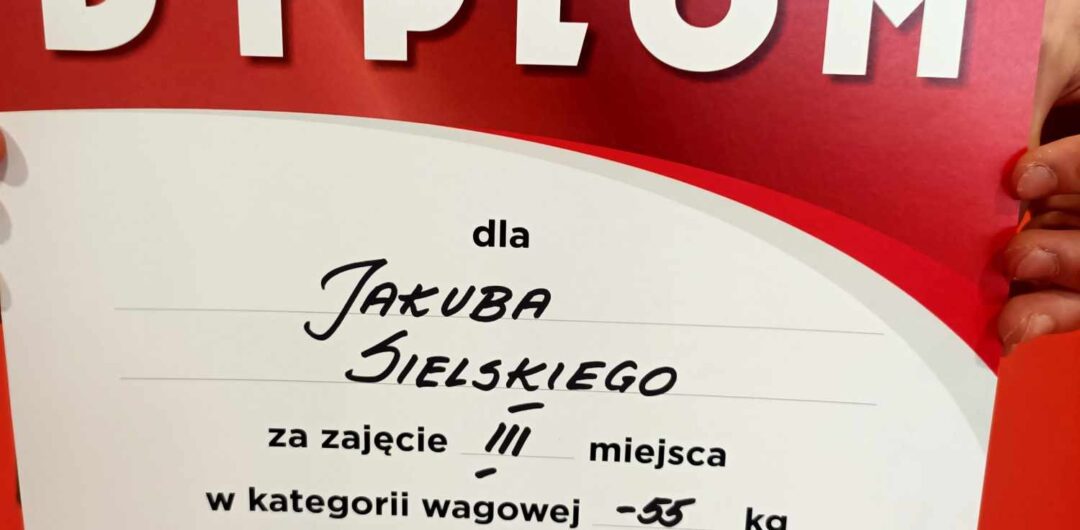 DYPLOM
dla
JAKUBA
SIELSKIEGO
za zajęcie III miejsca
w kategorii wagowej -55 kg